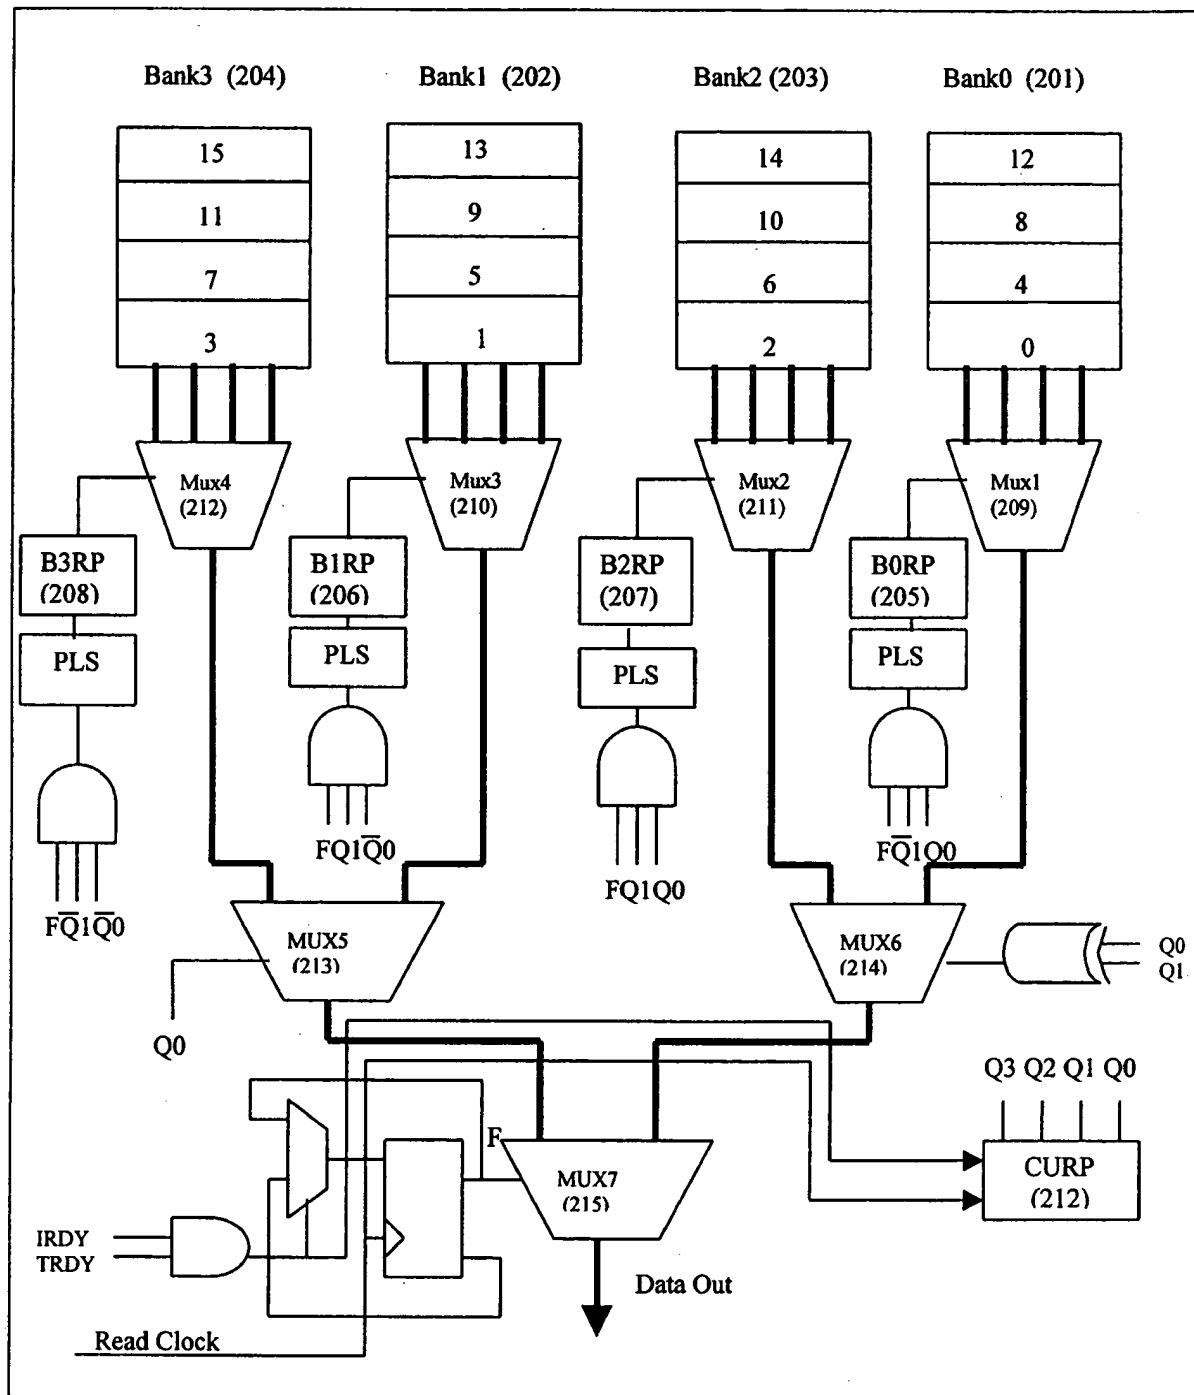 Bank3 (204)
Bank1 (202)
Bank2 (203)
Bank0 (201)
15
13
14
12
11
9
10
8
7
5
6
4
3
1
2
0
Mux4
(212)
Mux3
(210)
Mux2
(211)
Mux1
(209)
B3RP
(208)
B1RP
(206)
B2RP
(207)
B0RP
(205)
PLS
PLS
PLS
PLS
FQ̅1Q̅0
FQ1Q̅0
FQ1Q0
FQ̅1Q0
MUX5
(213)
MUX6
(214)
Q0
Q1
Q0
Q3 Q2 Q1 Q0
F
MUX7
(215)
CURP
(212)
IRDY
TRDY
Data Out
Read Clock